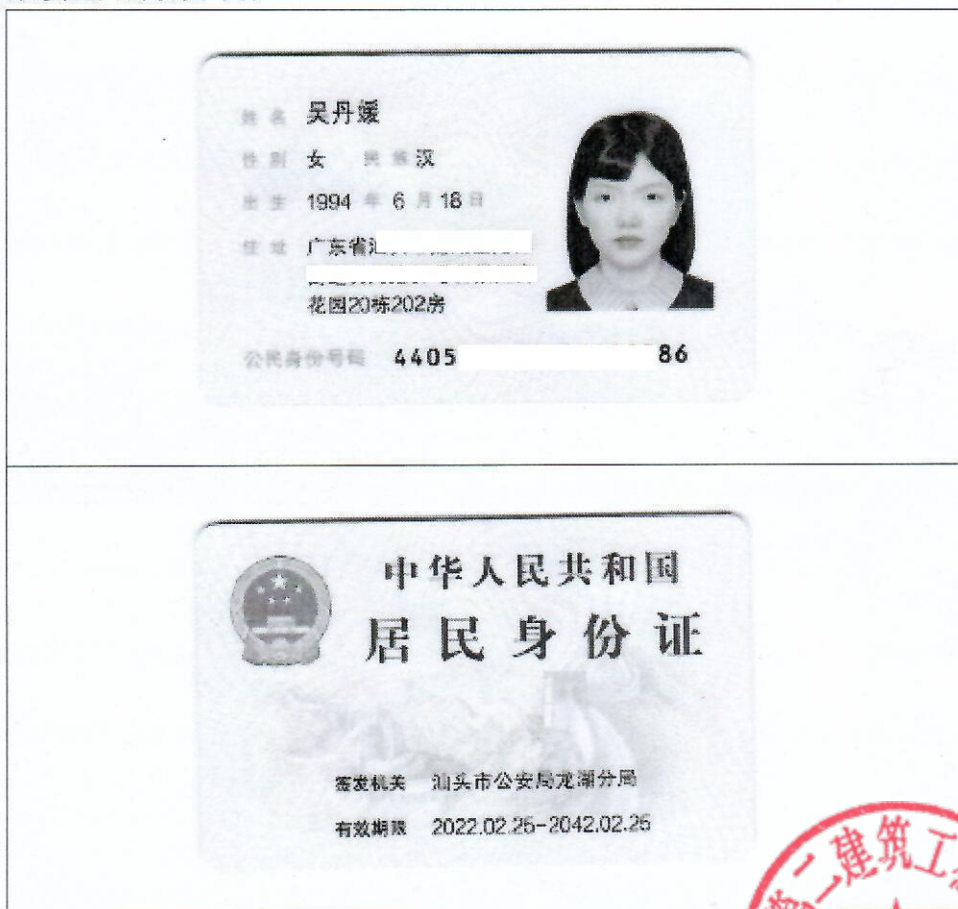 姓名 吴丹媛
性别 女 民族 汉
出生 1994 年 6 月 18 日
住址 广东省汕
花园20栋202房
公民身份号码 4405 86
中华人民共和国
居民身份证
签发机关 汕头市公安局龙湖分局
有效期限 2022.02.25-2042.02.25
第二建筑工